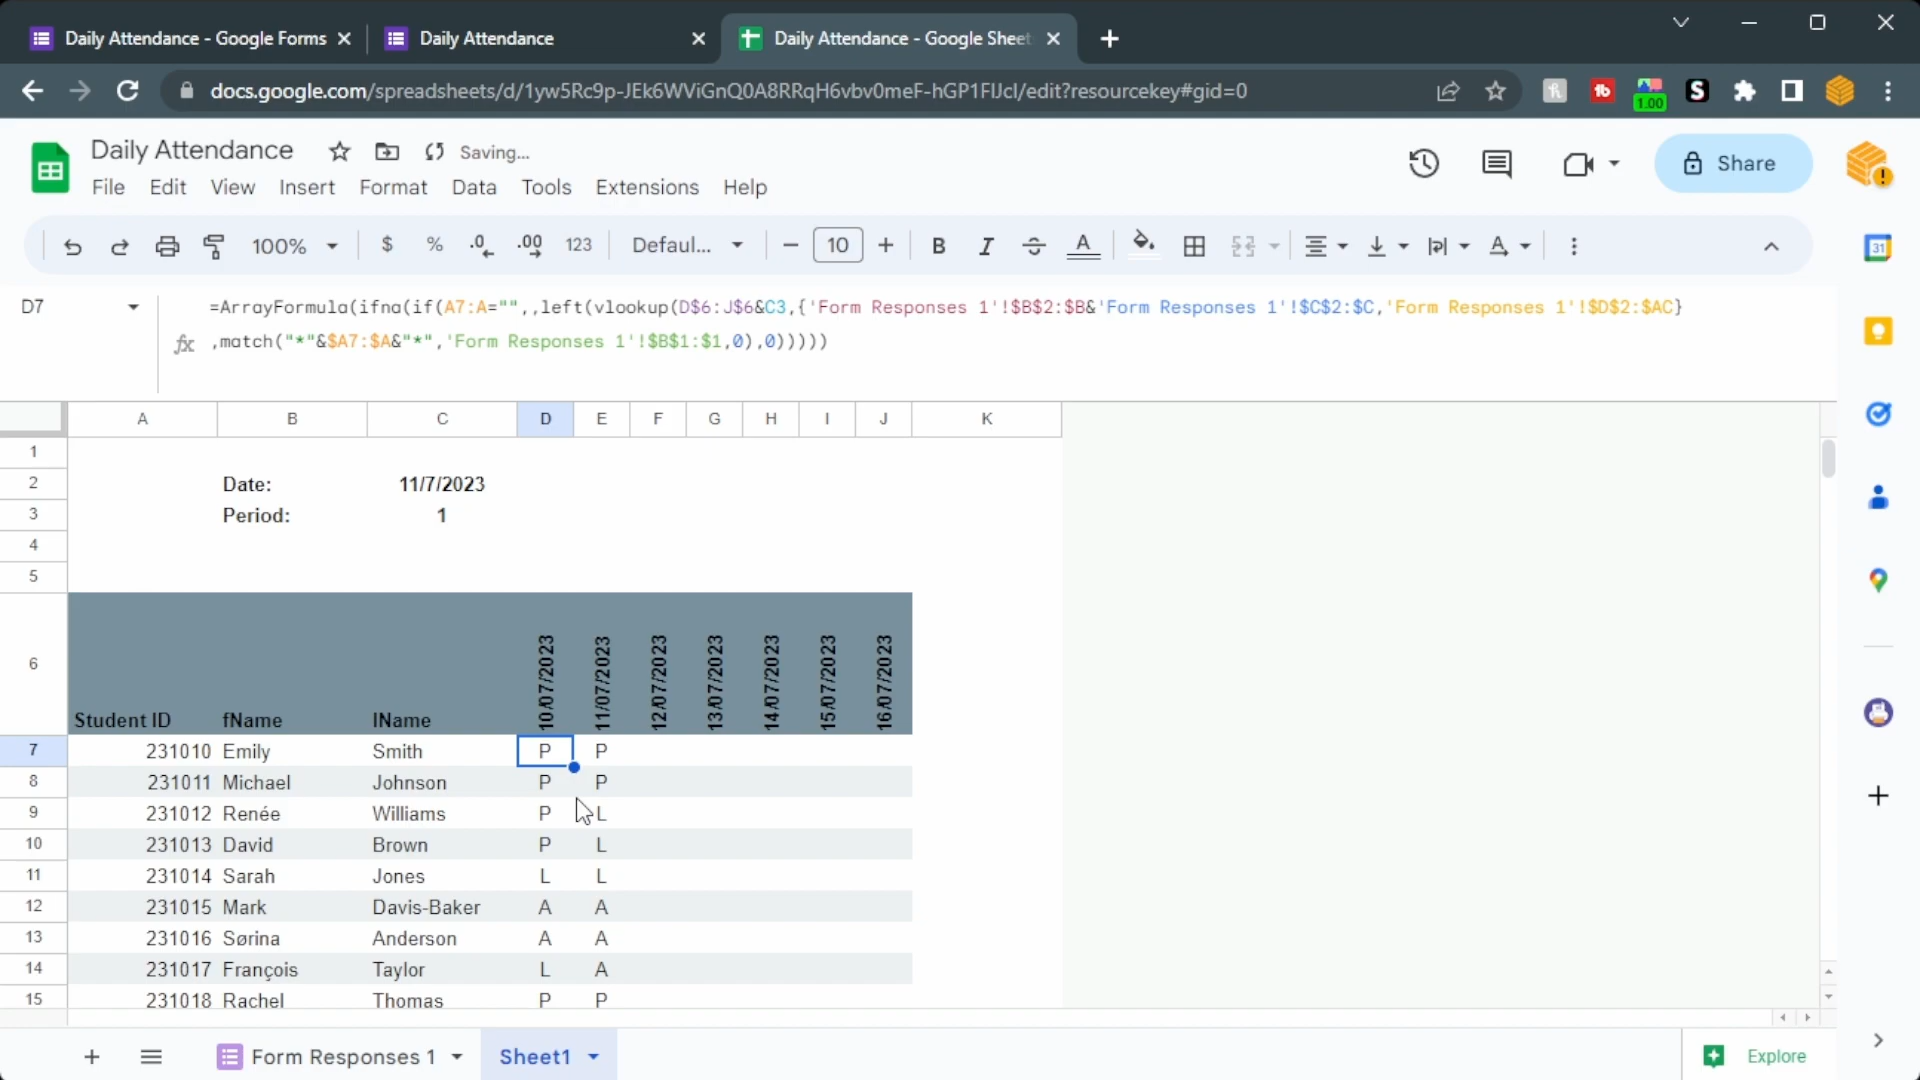 Daily Attendance - Google Forms
Daily Attendance
Daily Attendance - Google Sheet
docs.google.com/spreadsheets/d/1yw5Rc9p-JEk6WViGnQ0A8RRqH6vbv0meF-hGP1FIJcI/edit?resourcekey#gid=0
1.00
Daily Attendance
Saving...
Share
File Edit View Insert Format Data Tools Extensions Help
100% $ % .0 .00 123 Defaul... 10 B I A A
31
D7
=ArrayFormula(ifna(if(A7:A="",,left(vlookup(D$6:J$6&C3,{'Form Responses 1'!$B$2:$B&'Form Responses 1'!$C$2:$C,'Form Responses 1'!$D$2:$AC}
fx ,match("*"&$A7:$A&"*",'Form Responses 1'!$B$1:$1,0),0)))))
A B C D E F G H I J K
1
2 Date: 11/7/2023
3 Period: 1
4
5
6 Student ID fName lName 10/07/2023 11/07/2023 12/07/2023 13/07/2023 14/07/2023 15/07/2023 16/07/2023
7 231010 Emily Smith P P
8 231011 Michael Johnson P P
9 231012 Renée Williams P L
10 231013 David Brown P L
11 231014 Sarah Jones L L
12 231015 Mark Davis-Baker A A
13 231016 Sørina Anderson A A
14 231017 François Taylor L A
15 231018 Rachel Thomas P P
Form Responses 1 Sheet1 Explore